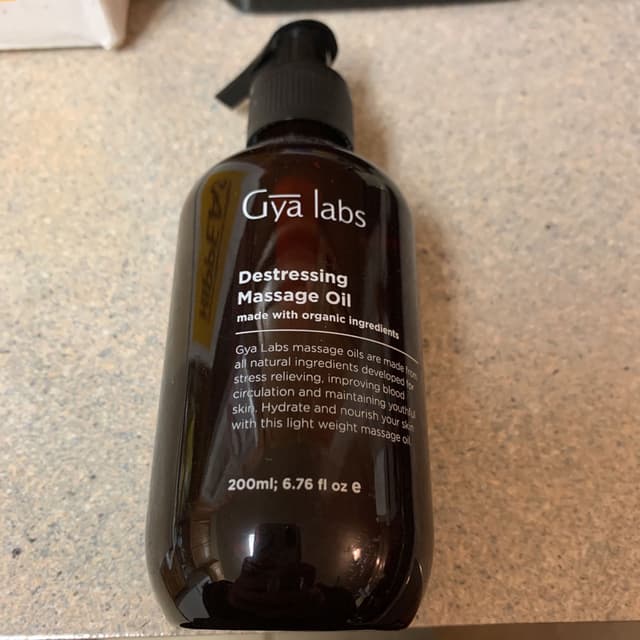 Gya labs
Destressing
Massage Oil
made with organic ingredients
Gya Labs massage oils are made from
all natural ingredients developed for
stress relieving, improving blood
circulation and maintaining youthful
skin. Hydrate and nourish your skin
with this light weight massage oil.
200ml; 6.76 fl oz e